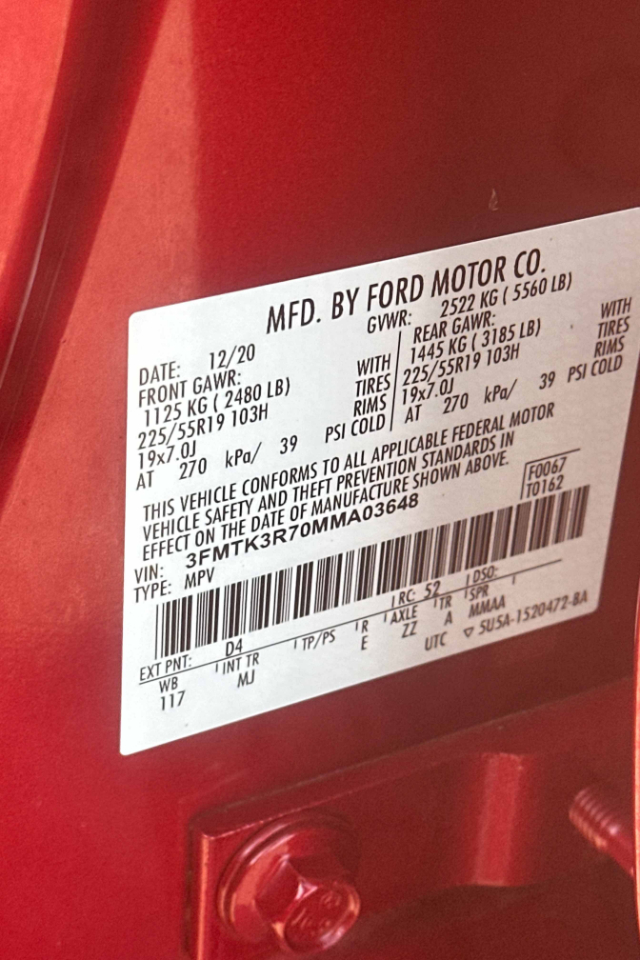 MFD. BY FORD MOTOR CO.
DATE: 12/20
GVWR: 2522 KG ( 5560 LB)
FRONT GAWR:
1125 KG ( 2480 LB) WITH
225/55R19 103H TIRES
19x7.0J RIMS
AT 270 kPa/ 39 PSI COLD
REAR GAWR:
1445 KG ( 3185 LB) WITH
225/55R19 103H TIRES
19x7.0J RIMS
AT 270 kPa/ 39 PSI COLD
THIS VEHICLE CONFORMS TO ALL APPLICABLE FEDERAL MOTOR
VEHICLE SAFETY AND THEFT PREVENTION STANDARDS IN
EFFECT ON THE DATE OF MANUFACTURE SHOWN ABOVE.
F0067
T0162
VIN: 3FMTK3R70MMA03648
TYPE: MPV
EXT PNT: D4 RC: 52 DSO:
WB INT TR TP/PS R AXLE TR SPR
117 MJ E ZZ A MMAA
UTC 5U5A-1520472-BA